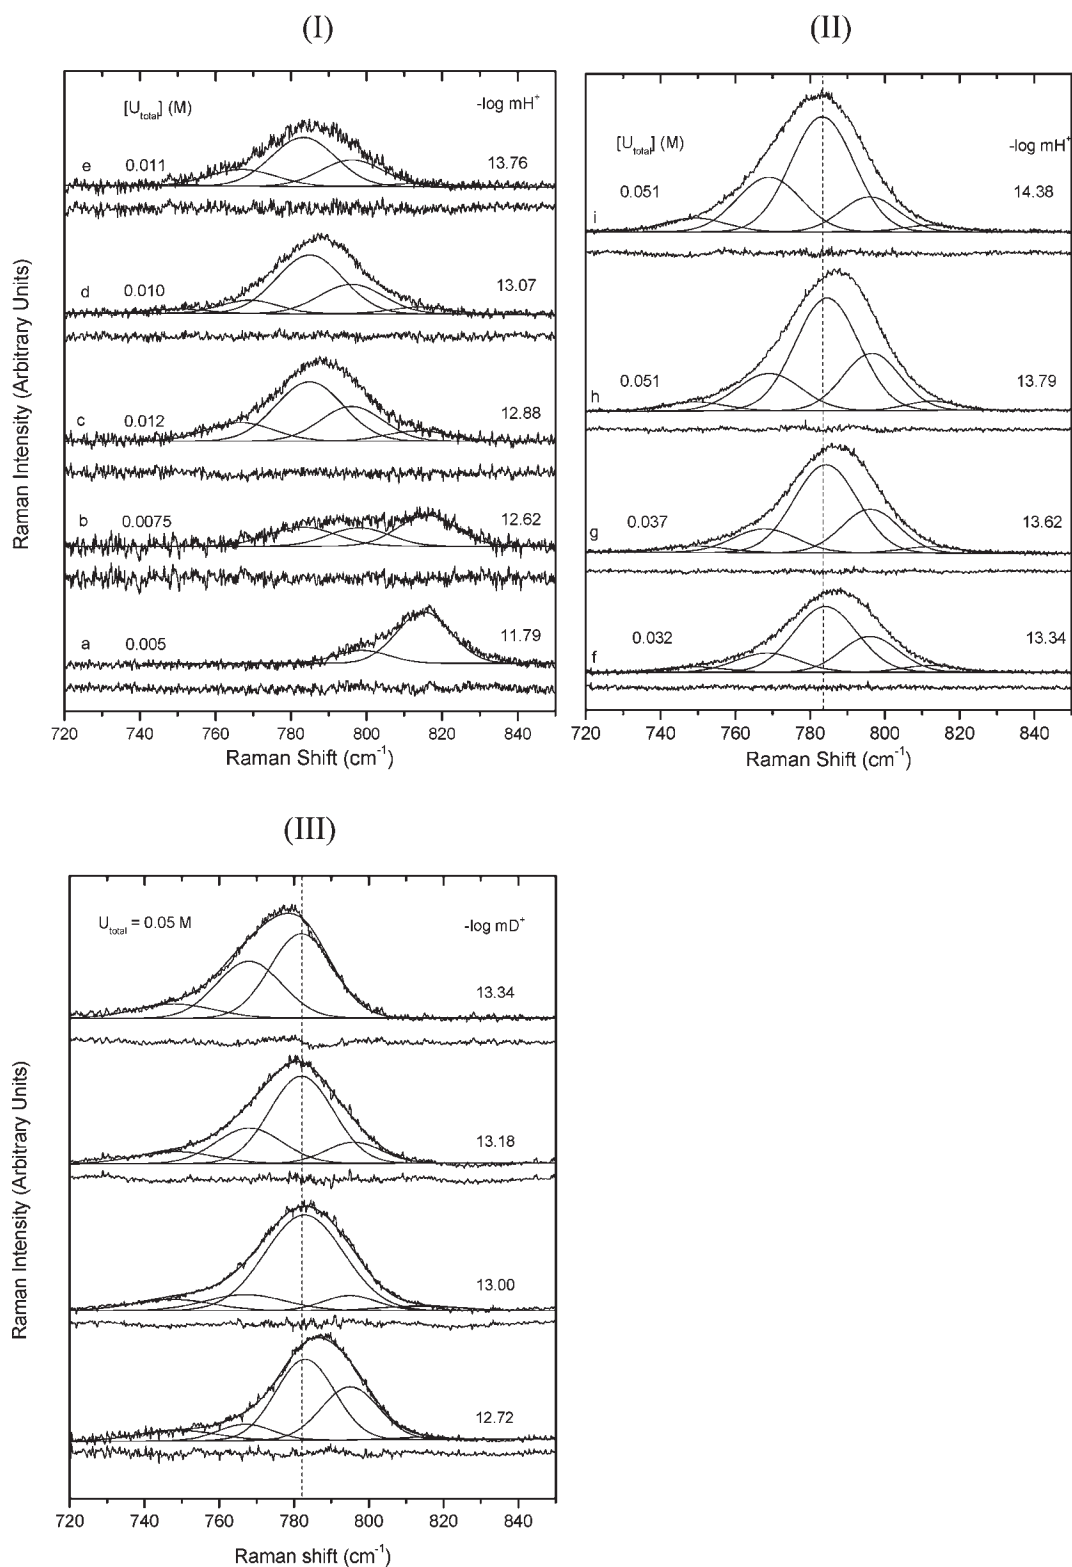 (I)
[U_total] (M) -log mH⁺
e 0.011 13.76
d 0.010 13.07
c 0.012 12.88
b 0.0075 12.62
a 0.005 11.79
720 740 760 780 800 820 840
Raman Shift (cm⁻¹)
Raman Intensity (Arbitrary Units)
(II)
[U_total] (M) -log mH⁺
i 0.051 14.38
h 0.051 13.79
g 0.037 13.62
f 0.032 13.34
720 740 760 780 800 820 840
Raman Shift (cm⁻¹)
(III)
U_total = 0.05 M -log mD⁺
13.34
13.18
13.00
12.72
720 740 760 780 800 820 840
Raman shift (cm⁻¹)
Raman Intensity (Arbitrary Units)